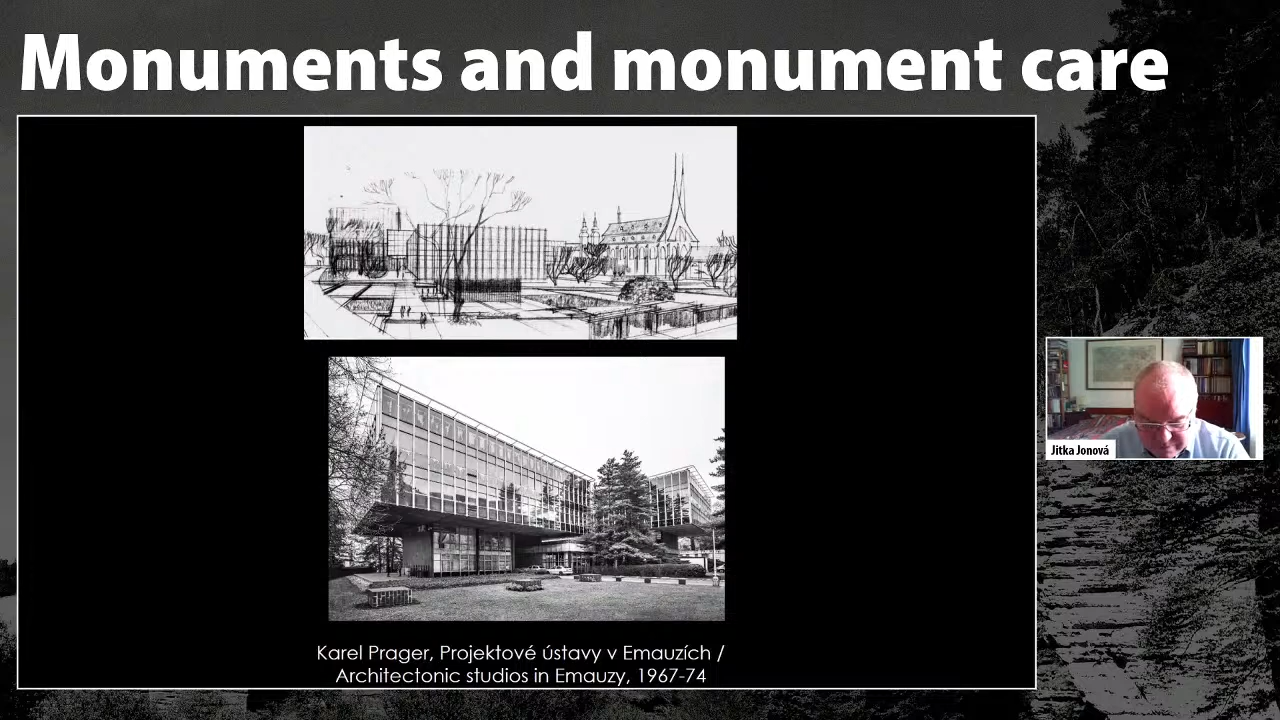 Monuments and monument care
Jitka Jonová
Karel Prager, Projektové ústavy v Emauzích /
Architectonic studios in Emauzy, 1967-74